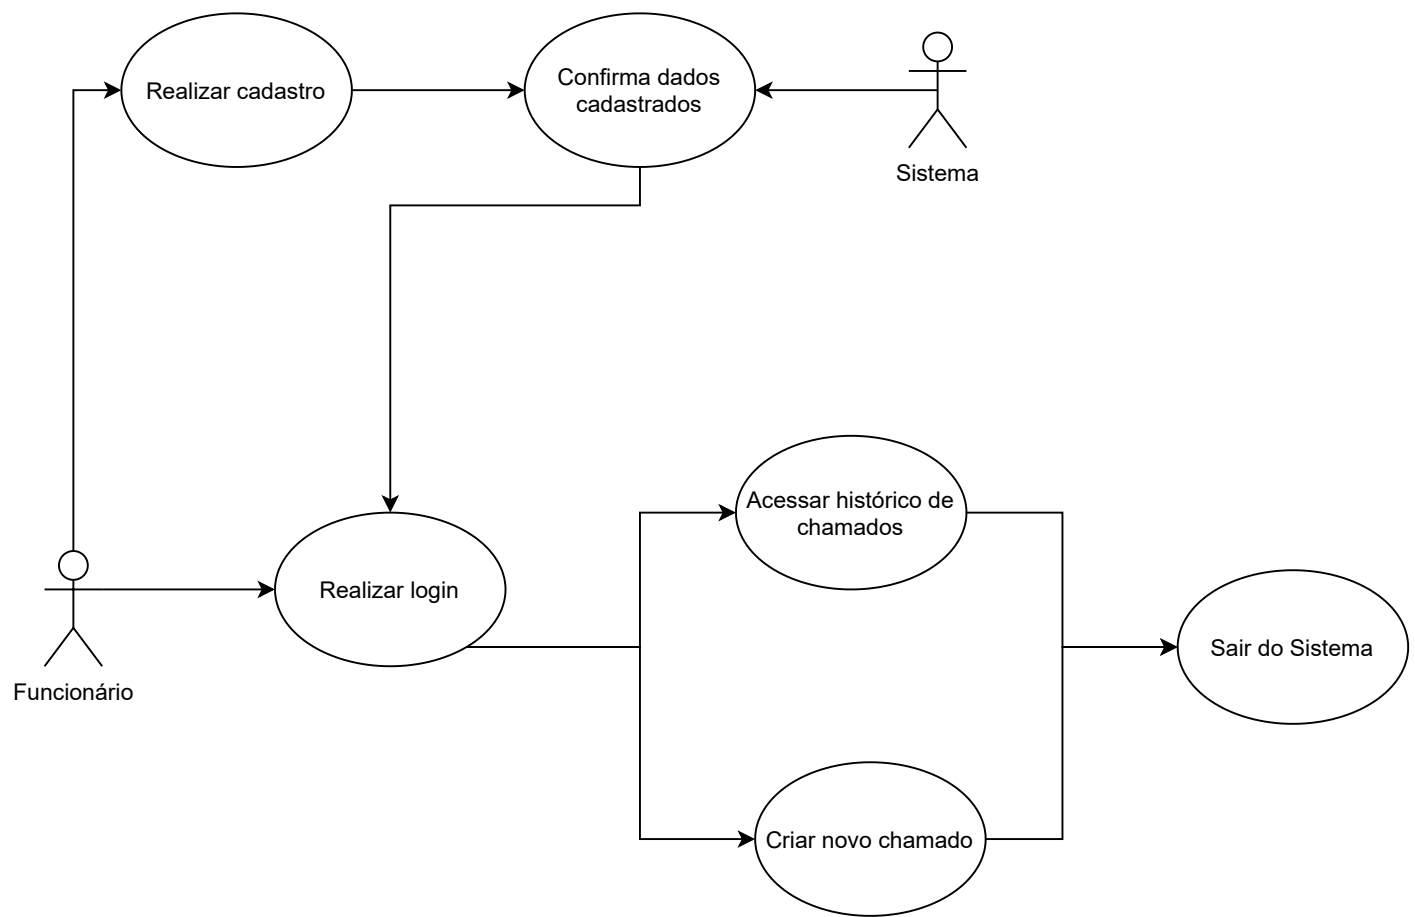 Realizar cadastro
Confirma dados
cadastrados
Sistema
Acessar histórico de
chamados
Realizar login
Sair do Sistema
Funcionário
Criar novo chamado